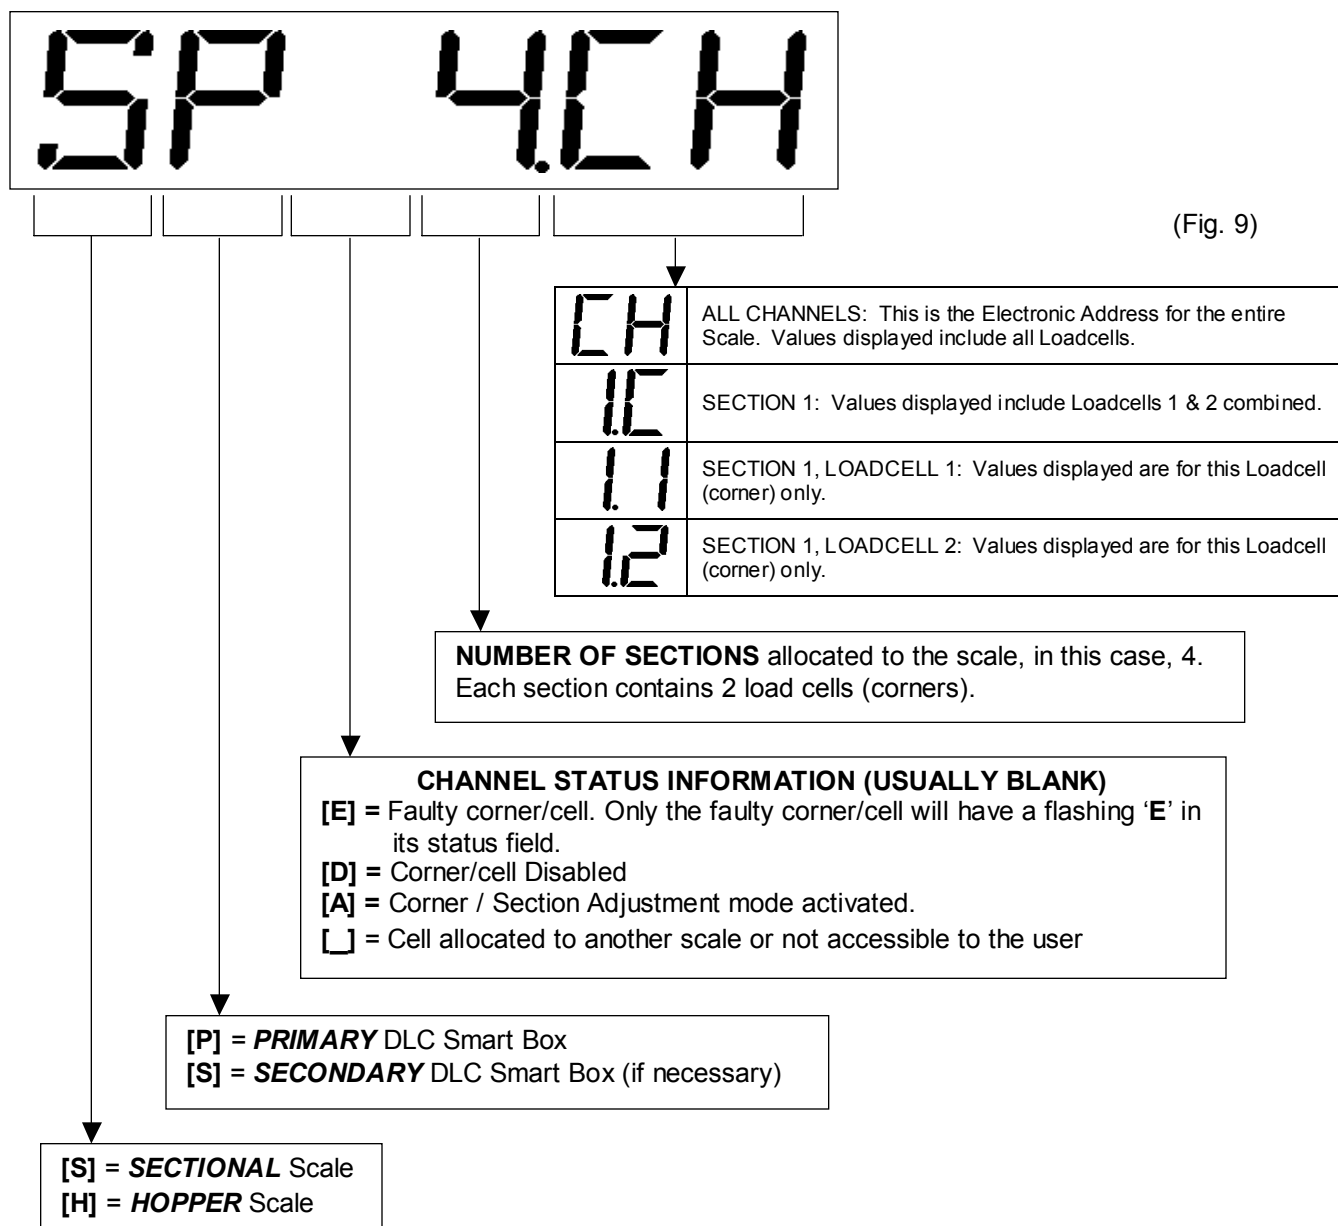 .SP 4.CH
(Fig. 9)
CH
ALL CHANNELS: This is the Electronic Address for the entire
Scale. Values displayed include all Loadcells.
1.C
SECTION 1: Values displayed include Loadcells 1 & 2 combined.
1.1
SECTION 1, LOADCELL 1: Values displayed are for this Loadcell
(corner) only.
1.2
SECTION 1, LOADCELL 2: Values displayed are for this Loadcell
(corner) only.
NUMBER OF SECTIONS allocated to the scale, in this case, 4.
Each section contains 2 load cells (corners).
CHANNEL STATUS INFORMATION (USUALLY BLANK)
[E] = Faulty corner/cell. Only the faulty corner/cell will have a flashing ‘E’ in
its status field.
[D] = Corner/cell Disabled
[A] = Corner / Section Adjustment mode activated.
[_] = Cell allocated to another scale or not accessible to the user
[P] = PRIMARY DLC Smart Box
[S] = SECONDARY DLC Smart Box (if necessary)
[S] = SECTIONAL Scale
[H] = HOPPER Scale